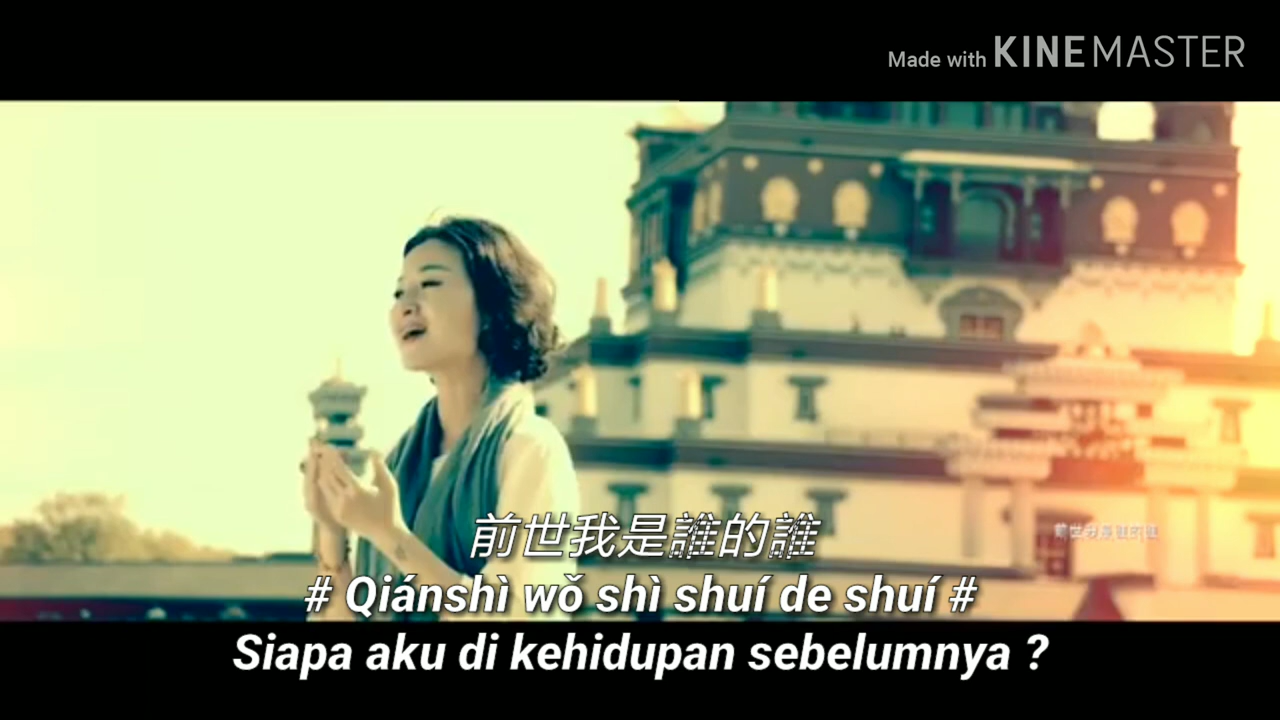 Made with KINEMASTER
前世我是誰的誰
# Qiánshì wǒ shì shuí de shuí #
Siapa aku di kehidupan sebelumnya ?